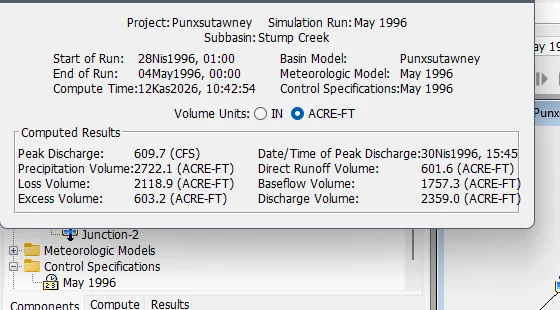 Project: Punxsutawney Simulation Run: May 1996
Subbasin: Stump Creek
Start of Run: 28Nis1996, 01:00 Basin Model: Punxsutawney
End of Run: 04May1996, 00:00 Meteorologic Model: May 1996
Compute Time:12Kas2026, 10:42:54 Control Specifications:May 1996
Volume Units: IN ACRE-FT
Computed Results
Peak Discharge: 609.7 (CFS) Date/Time of Peak Discharge:30Nis1996, 15:45
Precipitation Volume:2722.1 (ACRE-FT) Direct Runoff Volume: 601.6 (ACRE-FT)
Loss Volume: 2118.9 (ACRE-FT) Baseflow Volume: 1757.3 (ACRE-FT)
Excess Volume: 603.2 (ACRE-FT) Discharge Volume: 2359.0 (ACRE-FT)
ay 19
Punx
Junction-2
Meteorologic Models
Control Specifications
May 1996
Components Compute Results